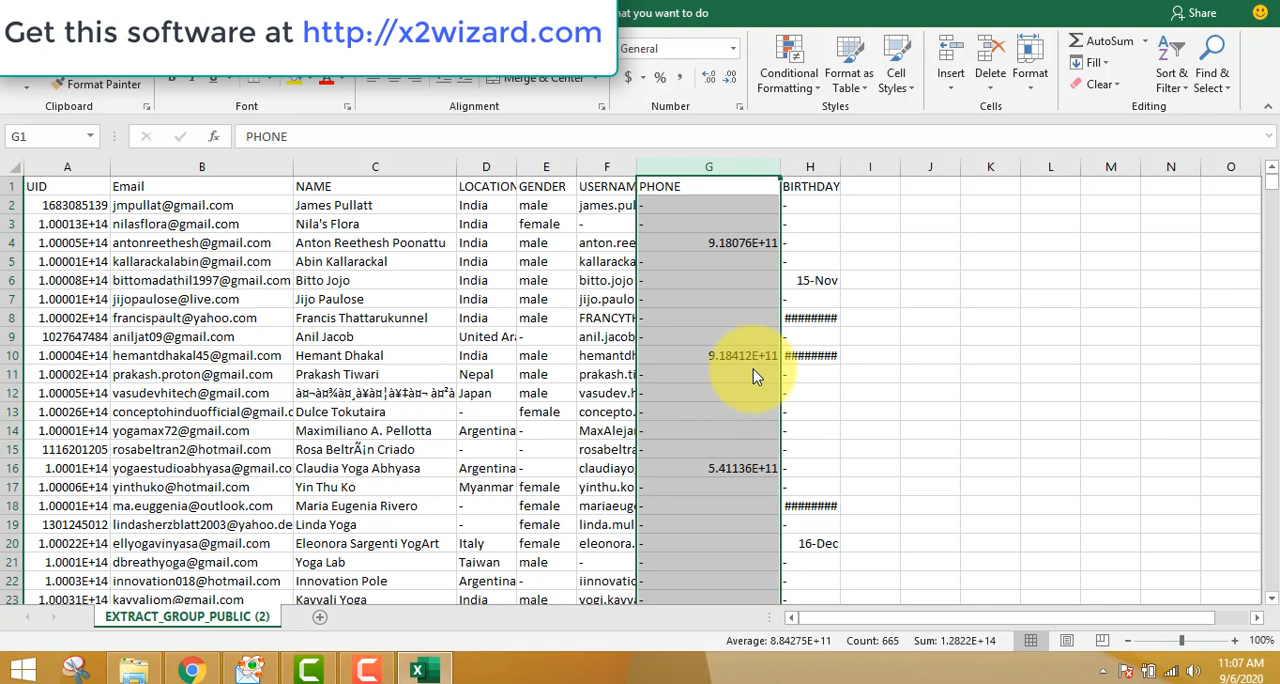 Get this software at http://x2wizard.com
hat you want to do
Share
Format Painter
General
Merge & Center
$ % ,
Conditional Formatting
Format as Table
Cell Styles
Insert
Delete
Format
AutoSum
Fill
Clear
Sort & Filter
Find & Select
Clipboard
Font
Alignment
Number
Styles
Cells
Editing
G1
fx
PHONE
A B C D E F G H I J K L M N O
1 UID Email NAME LOCATION GENDER USERNAM PHONE BIRTHDAY
2 1683085139 jmpullat@gmail.com James Pullatt India male james.pul - -
3 1.00013E+14 nilasflora@gmail.com Nila's Flora India female - - -
4 1.00005E+14 antonreethesh@gmail.com Anton Reethesh Poonattu India male anton.ree 9.18076E+11 -
5 1.00001E+14 kallarackalabin@gmail.com Abin Kallarackal India male kallaracka - -
6 1.00008E+14 bittomadathil1997@gmail.com Bitto Jojo India male bitto.jojo - 15-Nov
7 1.00001E+14 jijopaulose@live.com Jijo Paulose India male jijo.paulo - -
8 1.00002E+14 francispault@yahoo.com Francis Thattarukunnel India male FRANCYTH - ########
9 1027647484 aniljat09@gmail.com Anil Jacob United Ara - anil.jacob - -
10 1.00004E+14 hemantdhakal45@gmail.com Hemant Dhakal India male hemantdh 9.18412E+11 ########
11 1.00002E+14 prakash.proton@gmail.com Prakash Tiwari Nepal male prakash.ti - -
12 1.00005E+14 vasudevhitech@gmail.com Japan male vasudev.h - -
13 1.00026E+14 conceptohinduofficial@gmail.c Dulce Tokutaira - female concepto. - -
14 1.00001E+14 yogamax72@gmail.com Maximiliano A. Pellotta Argentina - MaxAlejar - -
15 1116201205 rosabeltran2@hotmail.com Rosa BeltrÃ¡n Criado - female rosabeltra - -
16 1.0001E+14 yogaestudioabhyasa@gmail.co Claudia Yoga Abhyasa Argentina - claudiayo 5.41136E+11 -
17 1.00017E+14 yinthuko@hotmail.com Yin Thu Ko Myanmar female yinthu.ko - -
18 1.00001E+14 ma.euggenia@outlook.com Maria Eugenia Rivero - female mariaeuge - ########
19 1301245012 lindasherzblatt2003@yahoo.de Linda Yoga - female linda.mul - -
20 1.00022E+14 ellyogavinyasa@gmail.com Eleonora Sargenti YogArt Italy female eleonora. - 16-Dec
21 1.0001E+14 dbreathyoga@gmail.com Yoga Lab Taiwan male - - -
22 1.0003E+14 innovation018@hotmail.com Innovation Pole Argentina - iinnovatio - -
23 1.00031E+14 kavvaliom@gmail.com Kavvali Yoga India male yogi.kavva - -
EXTRACT_GROUP_PUBLIC (2)
Average: 8.84275E+11 Count: 665 Sum: 1.2822E+14
100%
11:07 AM
9/6/2020